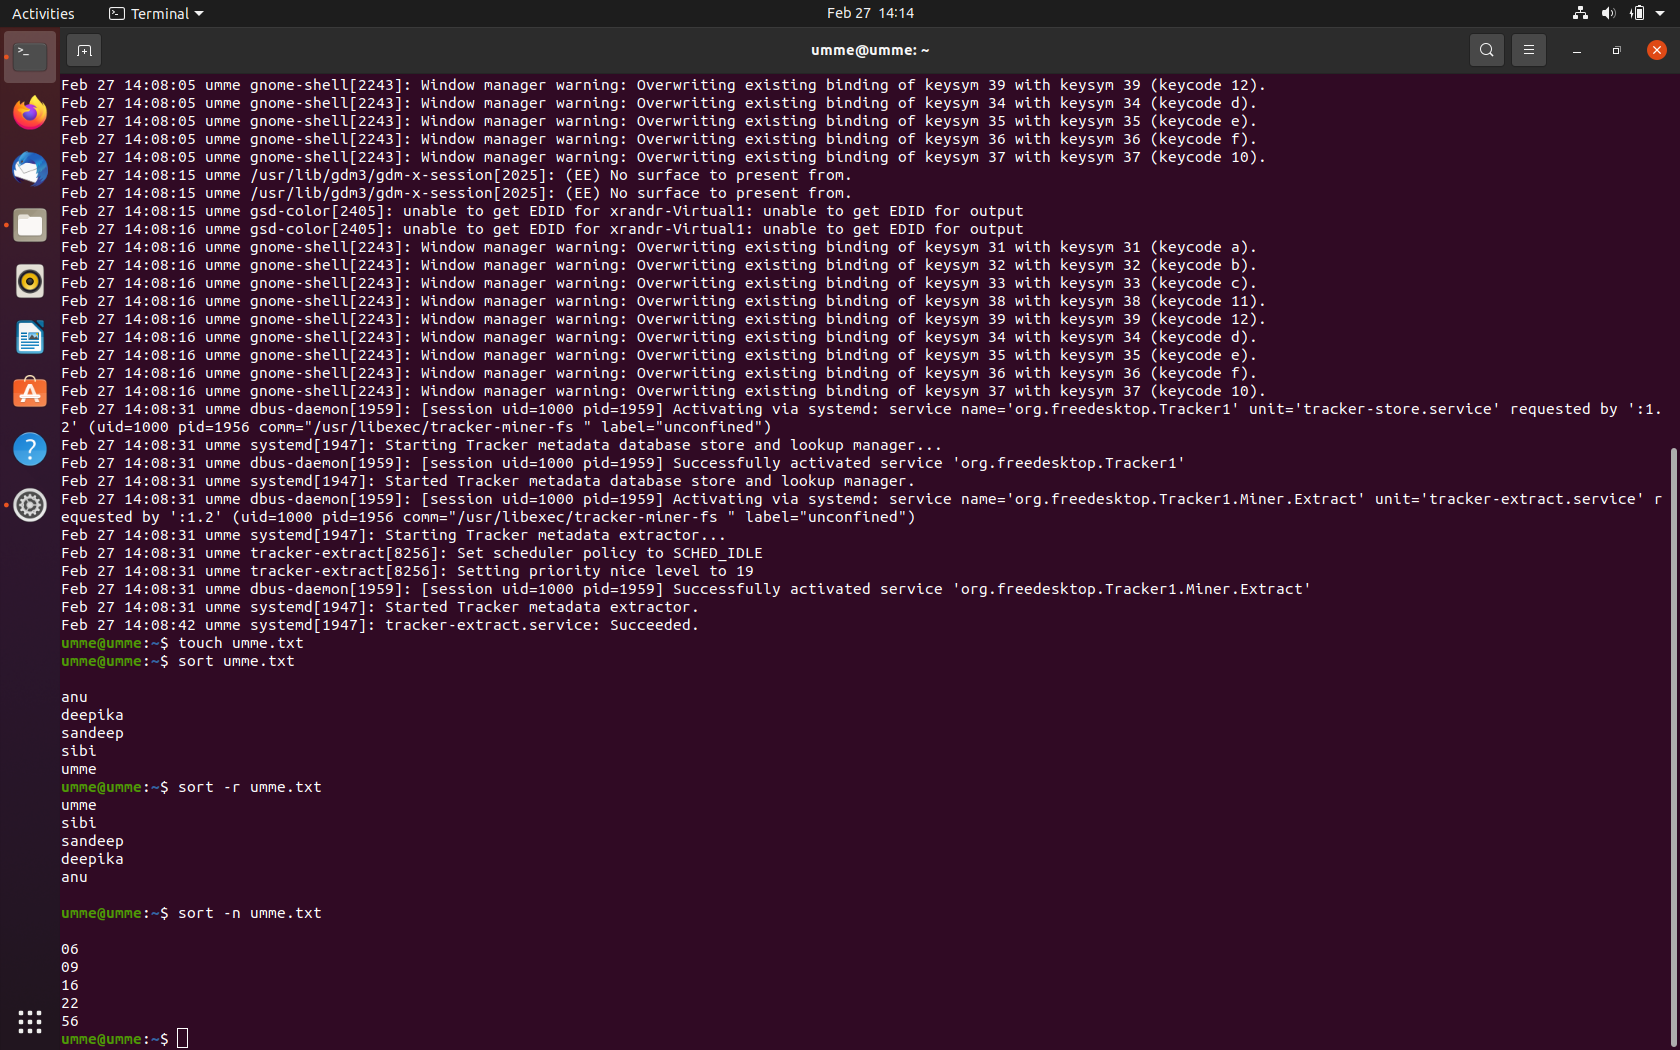 Activities
Terminal
Feb 27 14:14
umme@umme: ~
Feb 27 14:08:05 umme gnome-shell[2243]: Window manager warning: Overwriting existing binding of keysym 39 with keysym 39 (keycode 12).
Feb 27 14:08:05 umme gnome-shell[2243]: Window manager warning: Overwriting existing binding of keysym 34 with keysym 34 (keycode d).
Feb 27 14:08:05 umme gnome-shell[2243]: Window manager warning: Overwriting existing binding of keysym 35 with keysym 35 (keycode e).
Feb 27 14:08:05 umme gnome-shell[2243]: Window manager warning: Overwriting existing binding of keysym 36 with keysym 36 (keycode f).
Feb 27 14:08:05 umme gnome-shell[2243]: Window manager warning: Overwriting existing binding of keysym 37 with keysym 37 (keycode 10).
Feb 27 14:08:15 umme /usr/lib/gdm3/gdm-x-session[2025]: (EE) No surface to present from.
Feb 27 14:08:15 umme /usr/lib/gdm3/gdm-x-session[2025]: (EE) No surface to present from.
Feb 27 14:08:15 umme gsd-color[2405]: unable to get EDID for xrandr-Virtual1: unable to get EDID for output
Feb 27 14:08:16 umme gsd-color[2405]: unable to get EDID for xrandr-Virtual1: unable to get EDID for output
Feb 27 14:08:16 umme gnome-shell[2243]: Window manager warning: Overwriting existing binding of keysym 31 with keysym 31 (keycode a).
Feb 27 14:08:16 umme gnome-shell[2243]: Window manager warning: Overwriting existing binding of keysym 32 with keysym 32 (keycode b).
Feb 27 14:08:16 umme gnome-shell[2243]: Window manager warning: Overwriting existing binding of keysym 33 with keysym 33 (keycode c).
Feb 27 14:08:16 umme gnome-shell[2243]: Window manager warning: Overwriting existing binding of keysym 38 with keysym 38 (keycode 11).
Feb 27 14:08:16 umme gnome-shell[2243]: Window manager warning: Overwriting existing binding of keysym 39 with keysym 39 (keycode 12).
Feb 27 14:08:16 umme gnome-shell[2243]: Window manager warning: Overwriting existing binding of keysym 34 with keysym 34 (keycode d).
Feb 27 14:08:16 umme gnome-shell[2243]: Window manager warning: Overwriting existing binding of keysym 35 with keysym 35 (keycode e).
Feb 27 14:08:16 umme gnome-shell[2243]: Window manager warning: Overwriting existing binding of keysym 36 with keysym 36 (keycode f).
Feb 27 14:08:16 umme gnome-shell[2243]: Window manager warning: Overwriting existing binding of keysym 37 with keysym 37 (keycode 10).
Feb 27 14:08:31 umme dbus-daemon[1959]: [session uid=1000 pid=1959] Activating via systemd: service name='org.freedesktop.Tracker1' unit='tracker-store.service' requested by ':1.
2' (uid=1000 pid=1956 comm="/usr/libexec/tracker-miner-fs " label="unconfined")
Feb 27 14:08:31 umme systemd[1947]: Starting Tracker metadata database store and lookup manager...
Feb 27 14:08:31 umme dbus-daemon[1959]: [session uid=1000 pid=1959] Successfully activated service 'org.freedesktop.Tracker1'
Feb 27 14:08:31 umme systemd[1947]: Started Tracker metadata database store and lookup manager.
Feb 27 14:08:31 umme dbus-daemon[1959]: [session uid=1000 pid=1959] Activating via systemd: service name='org.freedesktop.Tracker1.Miner.Extract' unit='tracker-extract.service' r
equested by ':1.2' (uid=1000 pid=1956 comm="/usr/libexec/tracker-miner-fs " label="unconfined")
Feb 27 14:08:31 umme systemd[1947]: Starting Tracker metadata extractor...
Feb 27 14:08:31 umme tracker-extract[8256]: Set scheduler policy to SCHED_IDLE
Feb 27 14:08:31 umme tracker-extract[8256]: Setting priority nice level to 19
Feb 27 14:08:31 umme dbus-daemon[1959]: [session uid=1000 pid=1959] Successfully activated service 'org.freedesktop.Tracker1.Miner.Extract'
Feb 27 14:08:31 umme systemd[1947]: Started Tracker metadata extractor.
Feb 27 14:08:42 umme systemd[1947]: tracker-extract.service: Succeeded.
umme@umme:~$ touch umme.txt
umme@umme:~$ sort umme.txt
anu
deepika
sandeep
sibi
umme
umme@umme:~$ sort -r umme.txt
umme
sibi
sandeep
deepika
anu
umme@umme:~$ sort -n umme.txt
06
09
16
22
56
umme@umme:~$